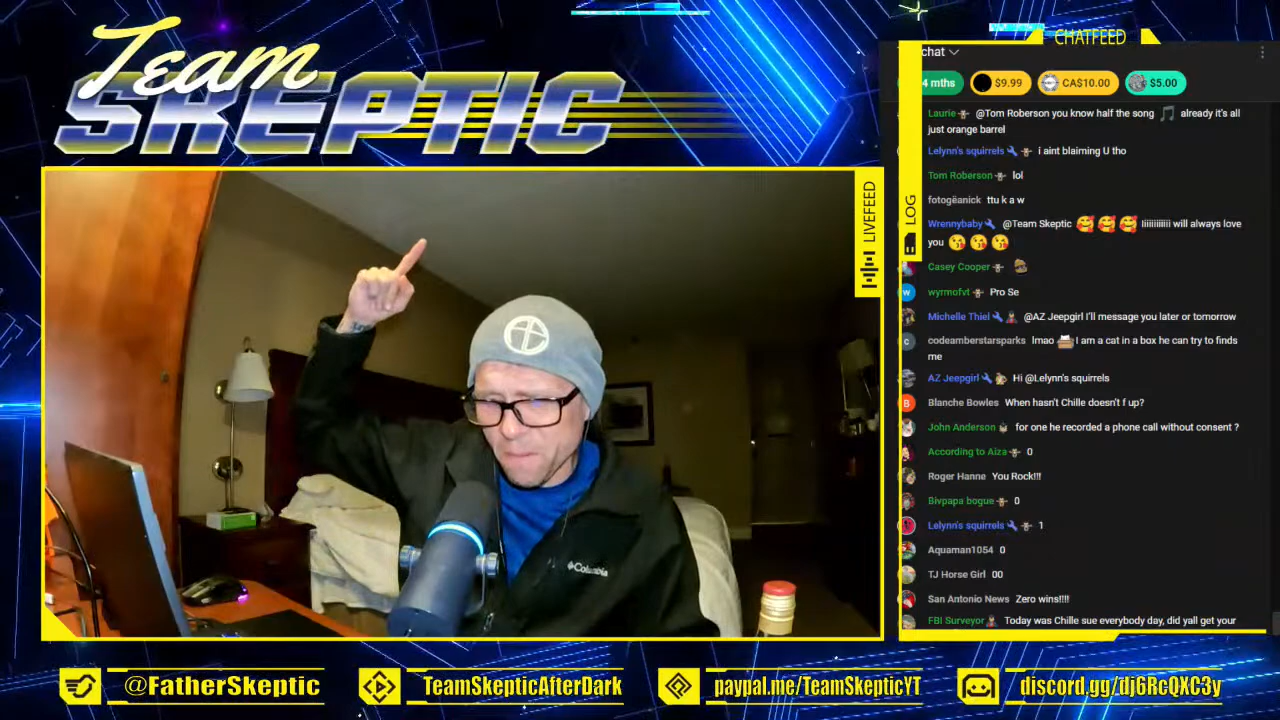 Team
SKEPTIC
CHATFEED
chat
4 mths
$9.99
CA$10.00
$5.00
LIVEFEED
LOG
Laurie @Tom Roberson you know half the song already it's all
just orange barrel
Lelynn's squirrels i aint blaiming U tho
Tom Roberson lol
fotogëanick ttu k a w
Wrennybaby @Team Skeptic liiiiiiiiiii will always love
you
Casey Cooper
w
wyrmofvt Pro Se
Michelle Thiel @AZ Jeepgirl I'll message you later or tomorrow
c
codeamberstarsparks lmao I am a cat in a box he can try to finds
me
AZ Jeepgirl Hi @Lelynn's squirrels
B
Blanche Bowles When hasn't Chille doesn't f up?
John Anderson for one he recorded a phone call without consent ?
According to Aiza 0
Roger Hanne You Rock!!!
Bivpapa bogue 0
Lelynn's squirrels 1
Aquaman1054 0
TJ Horse Girl 00
San Antonio News Zero wins!!!!
FBI Surveyor Today was Chille sue everybody day, did yall get your
Columbia
@FatherSkeptic
TeamSkepticAfterDark
paypal.me/TeamSkepticYT
discord.gg/dj6RcQXC3y